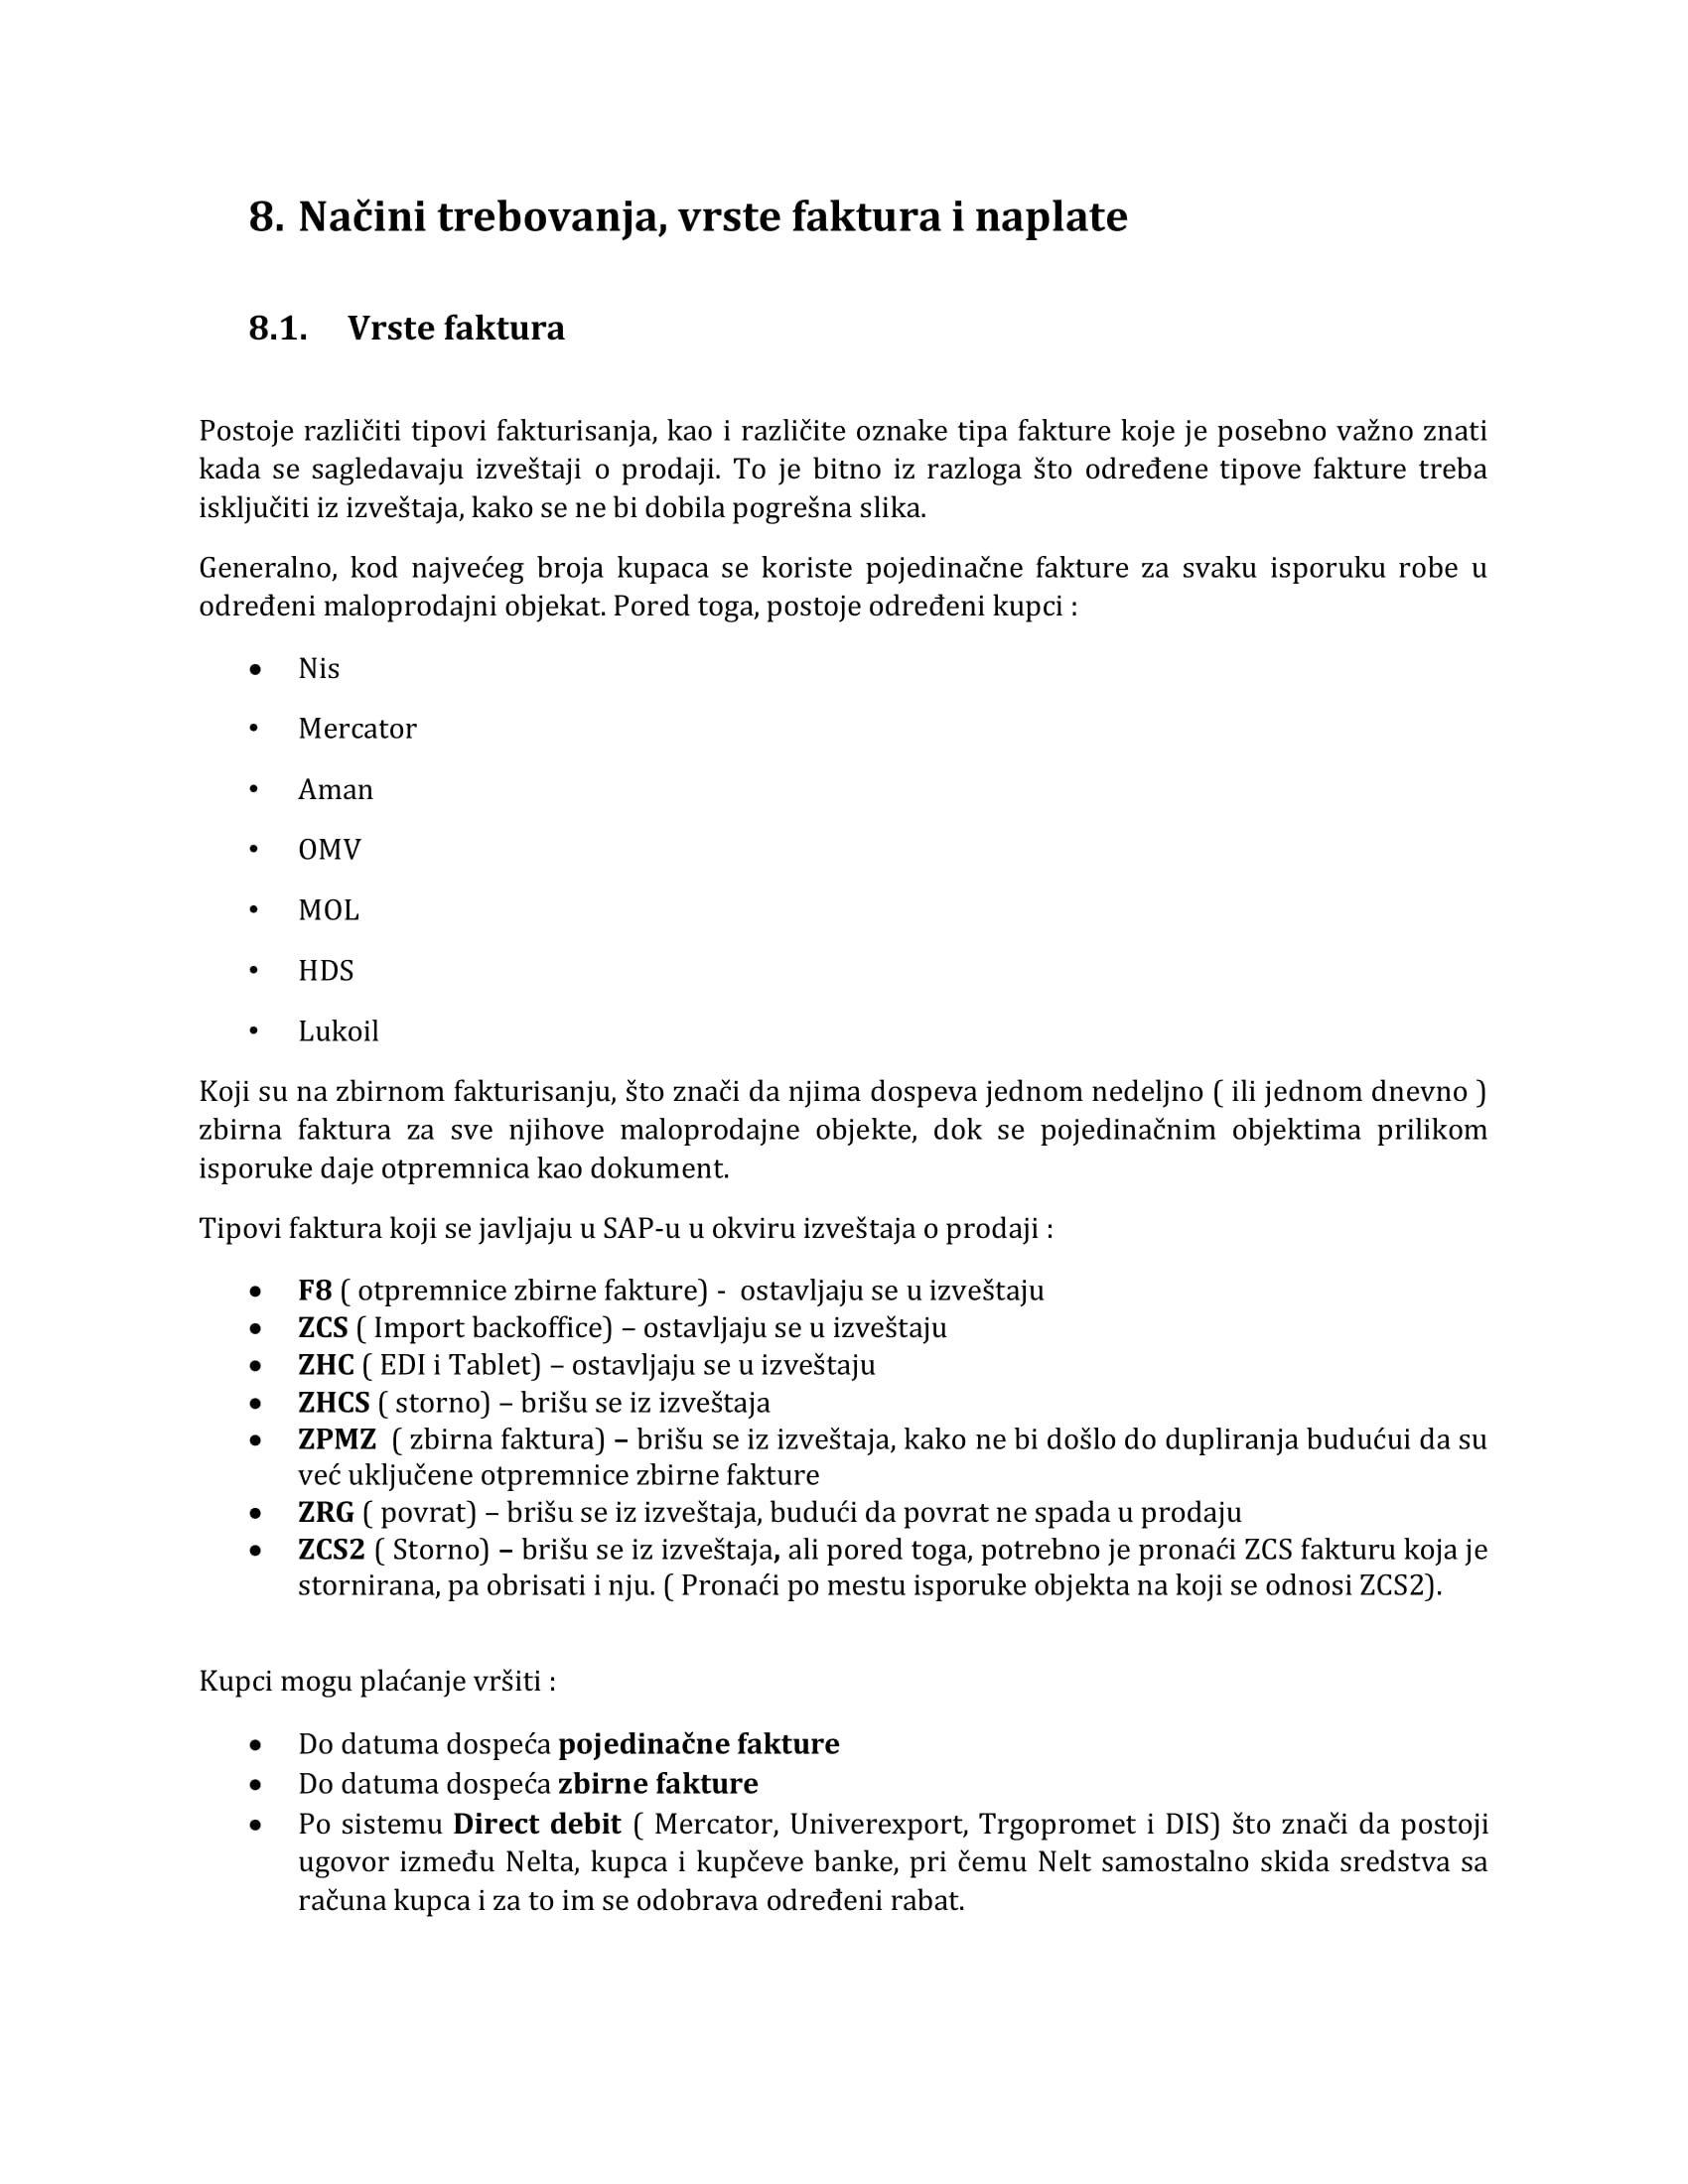 8. Načini trebovanja, vrste faktura i naplate
8.1. Vrste faktura
Postoje različiti tipovi fakturisanja, kao i različite oznake tipa fakture koje je posebno važno znati
kada se sagledavaju izveštaji o prodaji. To je bitno iz razloga što određene tipove fakture treba
isključiti iz izveštaja, kako se ne bi dobila pogrešna slika.
Generalno, kod najvećeg broja kupaca se koriste pojedinačne fakture za svaku isporuku robe u
određeni maloprodajni objekat. Pored toga, postoje određeni kupci :
• Nis
• Mercator
• Aman
• OMV
• MOL
• HDS
• Lukoil
Koji su na zbirnom fakturisanju, što znači da njima dospeva jednom nedeljno ( ili jednom dnevno )
zbirna faktura za sve njihove maloprodajne objekte, dok se pojedinačnim objektima prilikom
isporuke daje otpremnica kao dokument.
Tipovi faktura koji se javljaju u SAP-u u okviru izveštaja o prodaji :
• F8 ( otpremnice zbirne fakture) - ostavljaju se u izveštaju
• ZCS ( Import backoffice) – ostavljaju se u izveštaju
• ZHC ( EDI i Tablet) – ostavljaju se u izveštaju
• ZHCS ( storno) – brišu se iz izveštaja
• ZPMZ ( zbirna faktura) – brišu se iz izveštaja, kako ne bi došlo do dupliranja budućui da su
već uključene otpremnice zbirne fakture
• ZRG ( povrat) – brišu se iz izveštaja, budući da povrat ne spada u prodaju
• ZCS2 ( Storno) – brišu se iz izveštaja, ali pored toga, potrebno je pronaći ZCS fakturu koja je
stornirana, pa obrisati i nju. ( Pronaći po mestu isporuke objekta na koji se odnosi ZCS2).
Kupci mogu plaćanje vršiti :
• Do datuma dospeća pojedinačne fakture
• Do datuma dospeća zbirne fakture
• Po sistemu Direct debit ( Mercator, Univerexport, Trgopromet i DIS) što znači da postoji
ugovor između Nelta, kupca i kupčeve banke, pri čemu Nelt samostalno skida sredstva sa
računa kupca i za to im se odobrava određeni rabat.